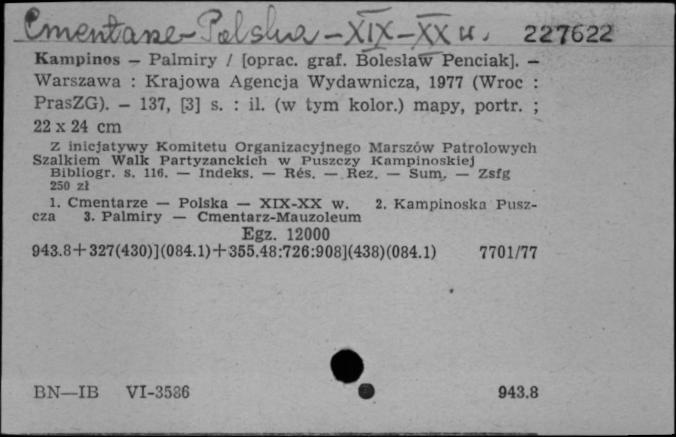 Cmentarze – Polska – XIX–XX w. 227622
Kampinos — Palmiry / [oprac. graf. Bolesław Penciak]. —
Warszawa : Krajowa Agencja Wydawnicza, 1977 (Wroc :
PrasZG). — 137, [3] s. : il. (w tym kolor.) mapy, portr. ;
22 x 24 cm
Z inicjatywy Komitetu Organizacyjnego Marszów Patrolowych
Szalkiem Walk Partyzanckich w Puszczy Kampinoskiej
Bibliogr. s. 116. — Indeks. — Rés. — Rez. — Sum. — Zsfg
250 zł
1. Cmentarze — Polska — XIX-XX w. 2. Kampinoska Pusz-
cza 3. Palmiry — Cmentarz-Mauzoleum
Egz. 12000
943.8+327(430)](084.1)+355.48:726:908](438)(084.1) 7701/77
BN—IB VI-3586 943.8